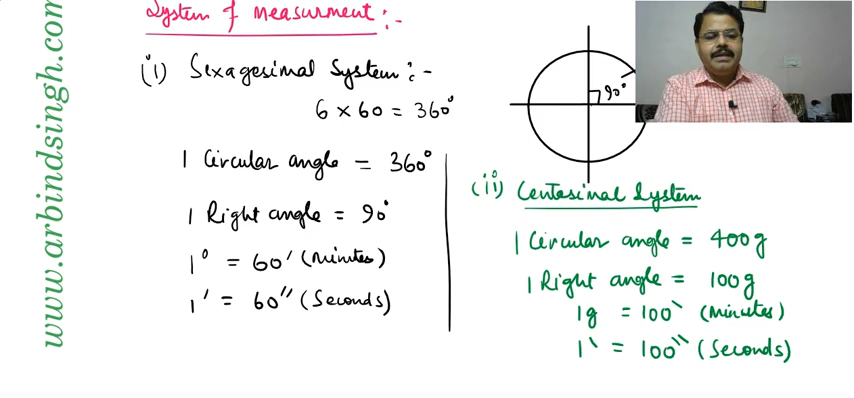 System of measurment :-
(i) Sexagesimal System :-
6 × 60 = 360°
1 Circular angle = 360°
1 Right angle = 90°
1° = 60′ (Minutes)
1′ = 60″ (Seconds)
90°
(ii) Centesimal System
1 Circular angle = 400g
1 Right angle = 100g
1g = 100‵ (Minutes)
1‵ = 100‶ (Seconds)
www.arbindsingh.com